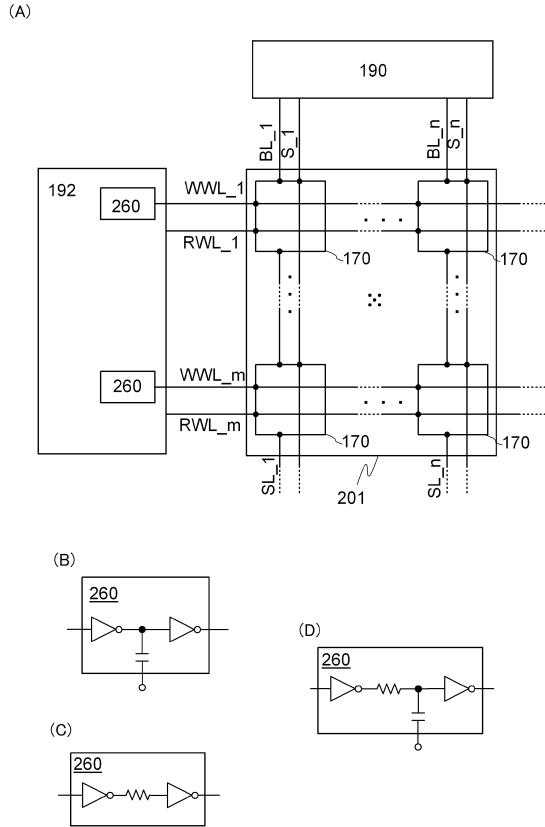 (A)
190
BL_1
S_1
BL_n
S_n
192
260
WWL_1
RWL_1
170
170
260
WWL_m
RWL_m
170
170
SL_1
201
SL_n
(B)
260
(D)
260
(C)
260